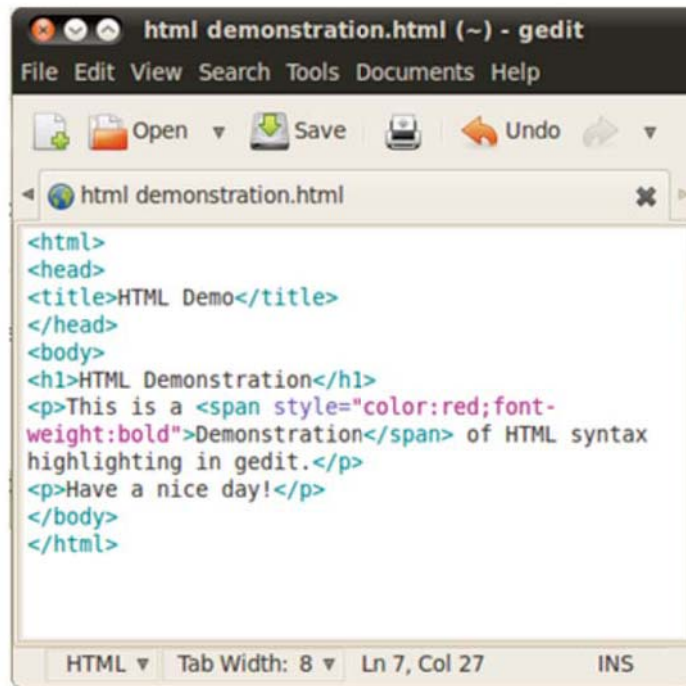 html demonstration.html (~) - gedit
File Edit View Search Tools Documents Help
Open Save Undo
html demonstration.html
<html>
<head>
<title>HTML Demo</title>
</head>
<body>
<h1>HTML Demonstration</h1>
<p>This is a <span style="color:red;font-
weight:bold">Demonstration</span> of HTML syntax
highlighting in gedit.</p>
<p>Have a nice day!</p>
</body>
</html>
HTML Tab Width: 8 Ln 7, Col 27 INS